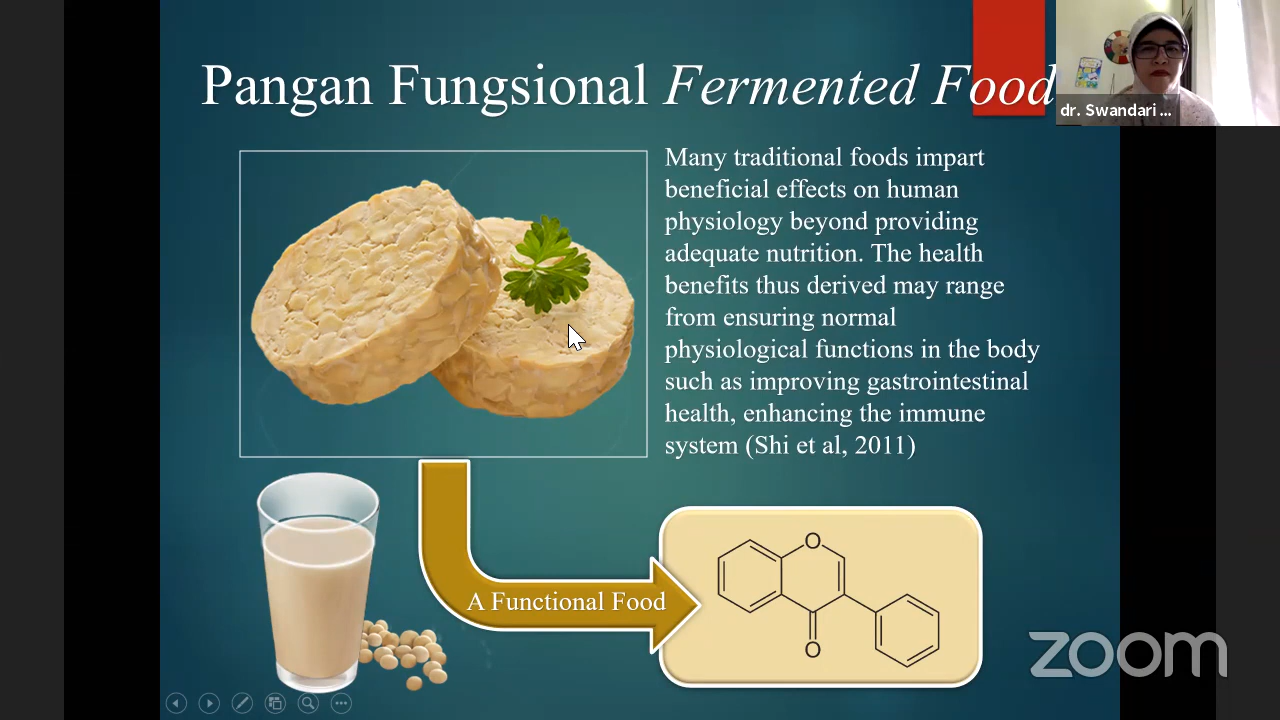 Pangan Fungsional Fermented Food
dr. Swandari ...
Many traditional foods impart
beneficial effects on human
physiology beyond providing
adequate nutrition. The health
benefits thus derived may range
from ensuring normal
physiological functions in the body
such as improving gastrointestinal
health, enhancing the immune
system (Shi et al, 2011)
A Functional Food
O
O
zoom